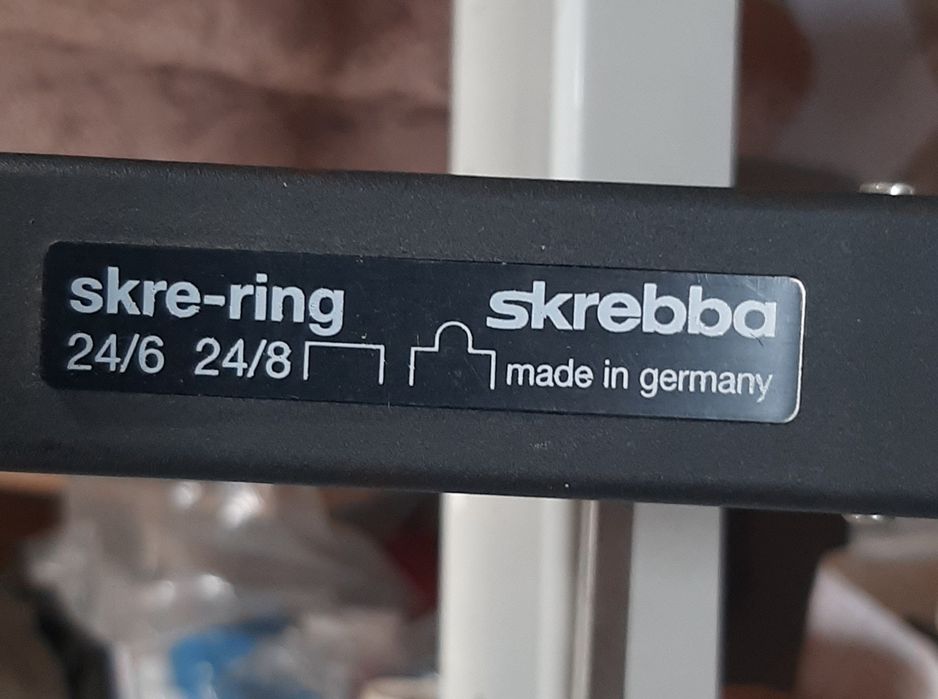 skre-ring
24/6 24/8
skrebba
made in germany